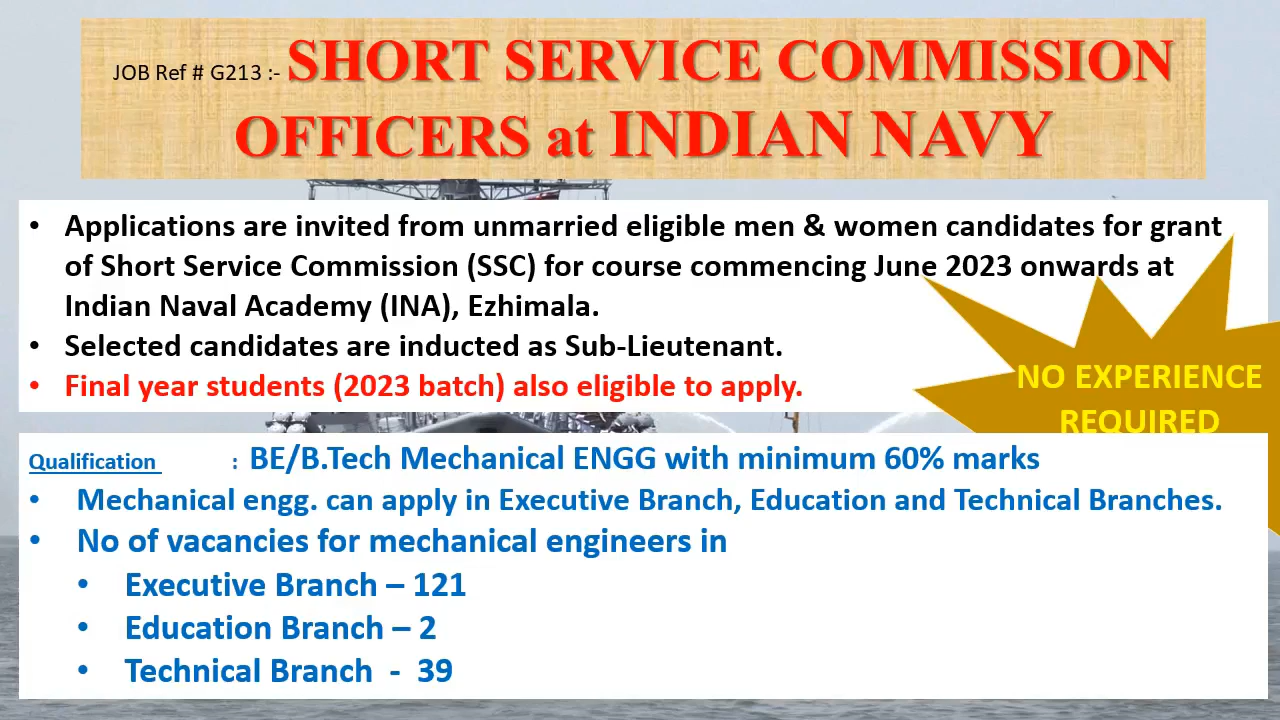 JOB Ref # G213 :- SHORT SERVICE COMMISSION
OFFICERS at INDIAN NAVY
• Applications are invited from unmarried eligible men & women candidates for grant
of Short Service Commission (SSC) for course commencing June 2023 onwards at
Indian Naval Academy (INA), Ezhimala.
• Selected candidates are inducted as Sub-Lieutenant.
• Final year students (2023 batch) also eligible to apply.
NO EXPERIENCE
REQUIRED
Qualification : BE/B.Tech Mechanical ENGG with minimum 60% marks
• Mechanical engg. can apply in Executive Branch, Education and Technical Branches.
• No of vacancies for mechanical engineers in
• Executive Branch – 121
• Education Branch – 2
• Technical Branch - 39